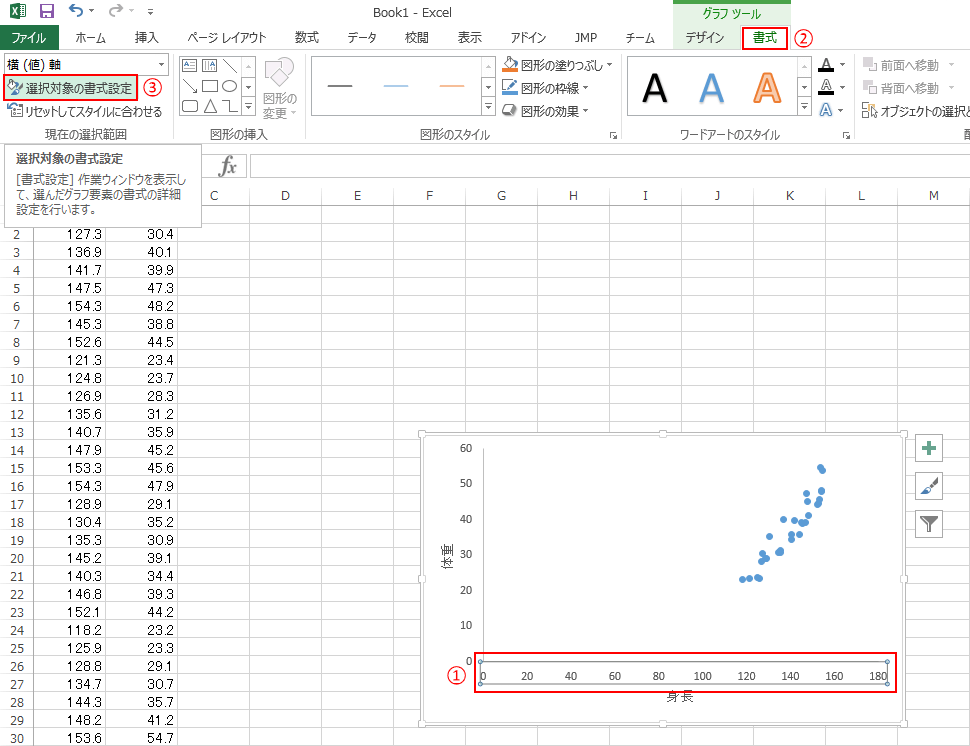 Book1 - Excel
グラフ ツール
ファイル ホーム 挿入 ページ レイアウト 数式 データ 校閲 表示 アドイン JMP チーム デザイン 書式 ②
横 (値) 軸
選択対象の書式設定 ③
リセットしてスタイルに合わせる
現在の選択範囲
図形の変更
図形の挿入
図形の塗りつぶし
図形の枠線
図形の効果
図形のスタイル
A A A
ワードアートのスタイル
前面へ移動
背面へ移動
オブジェクトの選択
選択対象の書式設定
[書式設定] 作業ウィンドウを表示し
て、選んだグラフ要素の書式の詳細
設定を行います。
fx
C D E F G H I J K L M
2 127.3 30.4
3 136.9 40.1
4 141.7 39.9
5 147.5 47.3
6 154.3 48.2
7 145.3 38.8
8 152.6 44.5
9 121.3 23.4
10 124.8 23.7
11 126.9 28.3
12 135.6 31.2
13 140.7 35.9
14 147.9 45.2
15 153.3 45.6
16 154.3 47.9
17 128.9 29.1
18 130.4 35.2
19 135.3 30.9
20 145.2 39.1
21 140.3 34.4
22 146.8 39.3
23 152.1 44.2
24 118.2 23.2
25 125.9 23.3
26 128.8 29.1
27 134.7 30.7
28 144.3 35.7
29 148.2 41.2
30 153.6 54.7
60
50
40
30
20
10
0
体重
①
0 20 40 60 80 100 120 140 160 180
身長